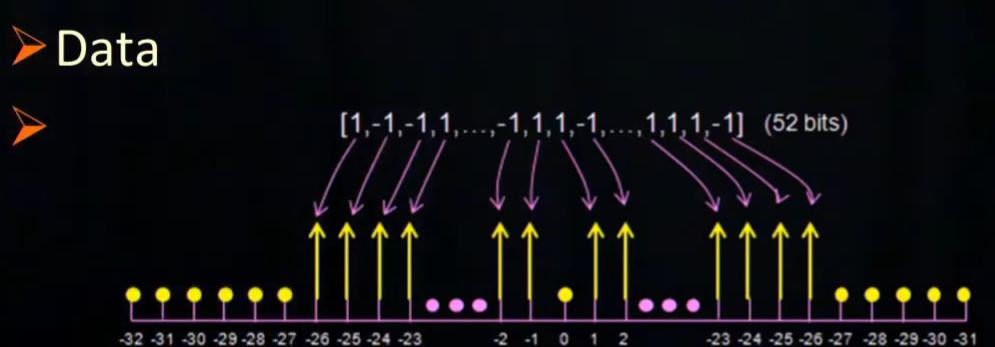 Data
[1,-1,-1,1,...,-1,1,1,-1,...,1,1,1,-1] (52 bits)
-32 -31 -30 -29 -28 -27 -26 -25 -24 -23 -2 -1 0 1 2 -23 -24 -25 -26 -27 -28 -29 -30 -31